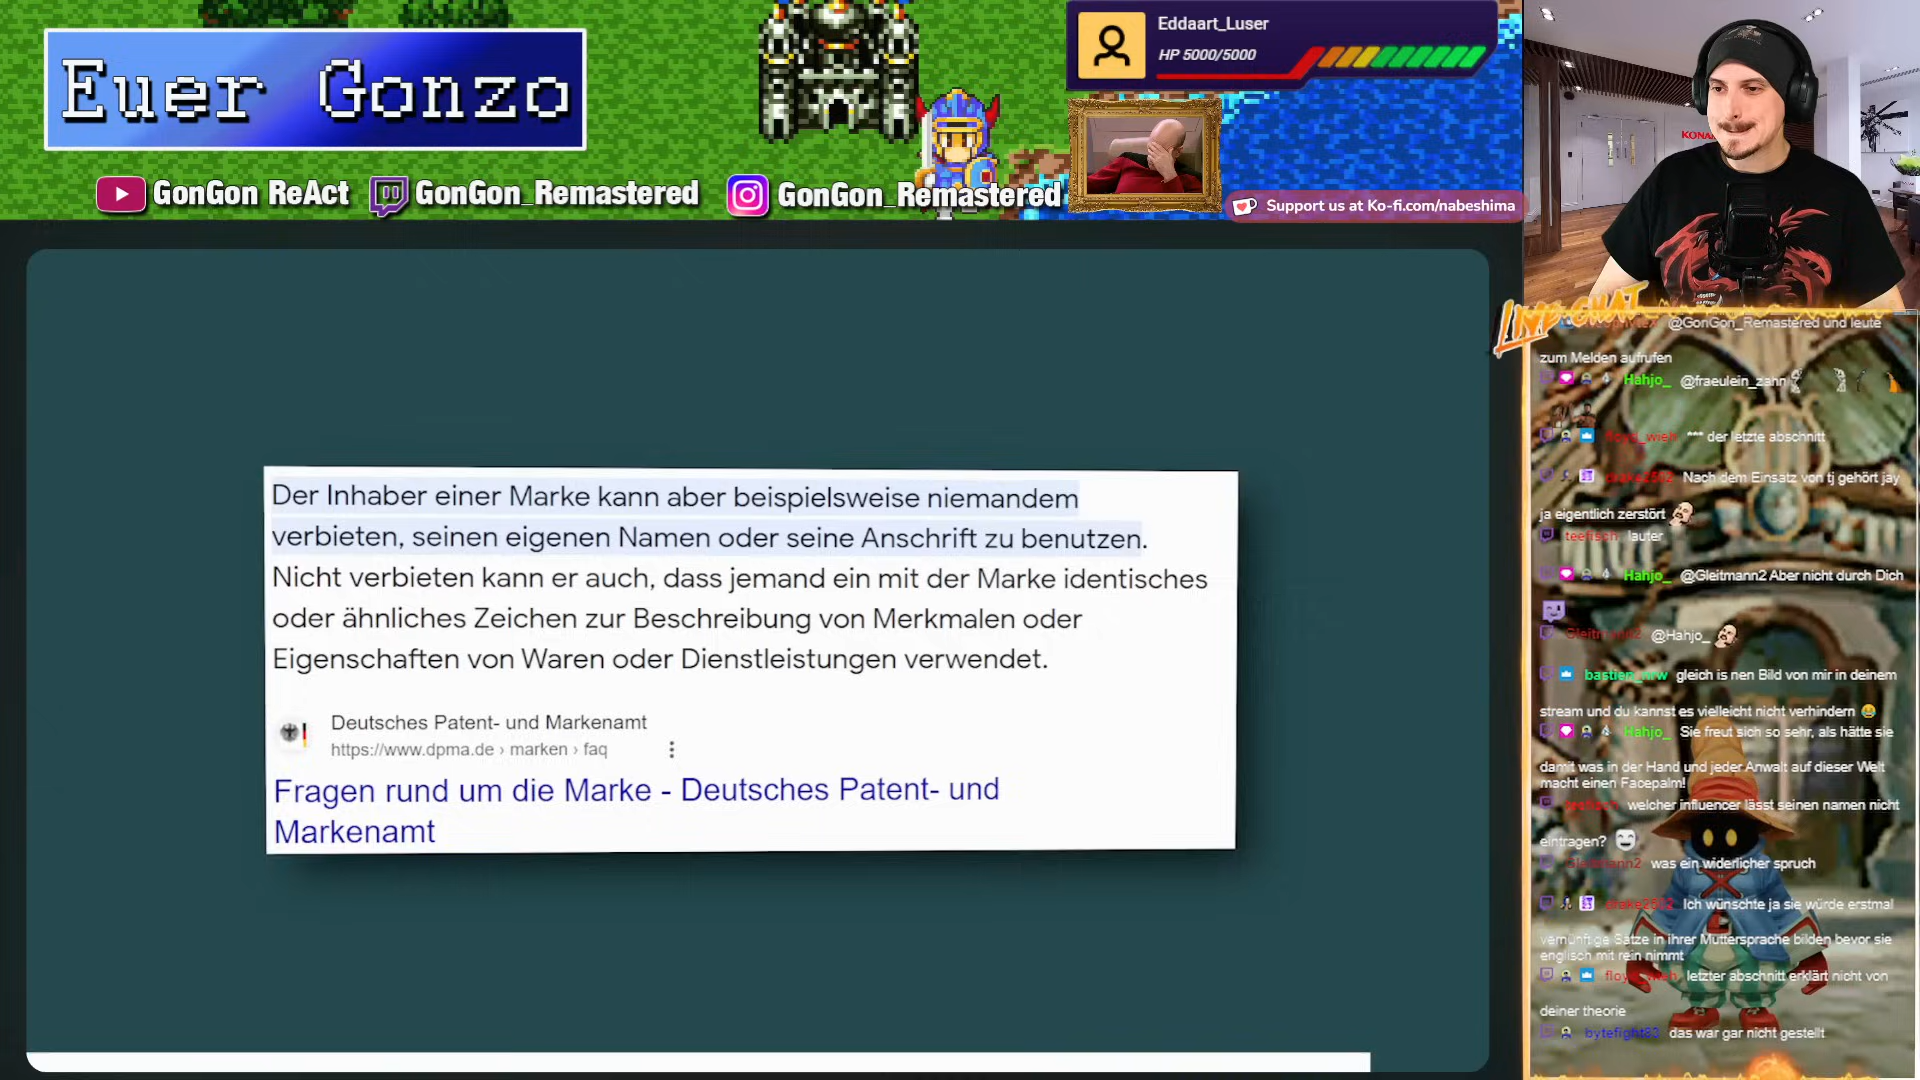 Euer Gonzo
GonGon ReAct
GonGon_Remastered
GonGon_Remastered
Eddaart_Luser
HP 5000/5000
Support us at Ko-fi.com/nabeshima
Der Inhaber einer Marke kann aber beispielsweise niemandem
verbieten, seinen eigenen Namen oder seine Anschrift zu benutzen.
Nicht verbieten kann er auch, dass jemand ein mit der Marke identisches
oder ähnliches Zeichen zur Beschreibung von Merkmalen oder
Eigenschaften von Waren oder Dienstleistungen verwendet.
Deutsches Patent- und Markenamt
https://www.dpma.de › marken › faq
Fragen rund um die Marke - Deutsches Patent- und
Markenamt
LIVE CHAT
@GonGon_Remastered und leute
zum Melden aufrufen
Hahjo_ @fraeulein_zahn
*** der letzte abschnitt
Nach dem Einsatz von tj gehört jay
ja eigentlich zerstört
teefisch lauter
Hahjo_ @Gleitmann2 Aber nicht durch Dich
Gleitmann2 @Hahjo_
bastien_nrw gleich is nen Bild von mir in deinem
stream und du kannst es vielleicht nicht verhindern
Hahjo_ Sie freut sich so sehr, als hätte sie
damit was in der Hand und jeder Anwalt auf dieser Welt
macht einen Facepalm!
teefisch welcher influencer lässt seinen namen nicht
eintragen?
Gleitmann2 was ein widerlicher spruch
Ich wünschte ja sie würde erstmal
vernünftige Sätze in ihrer Muttersprache bilden bevor sie
englisch mit rein nimmt
letzter abschnitt erklärt nicht von
deiner theorie
bytefight83 das war gar nicht gestellt